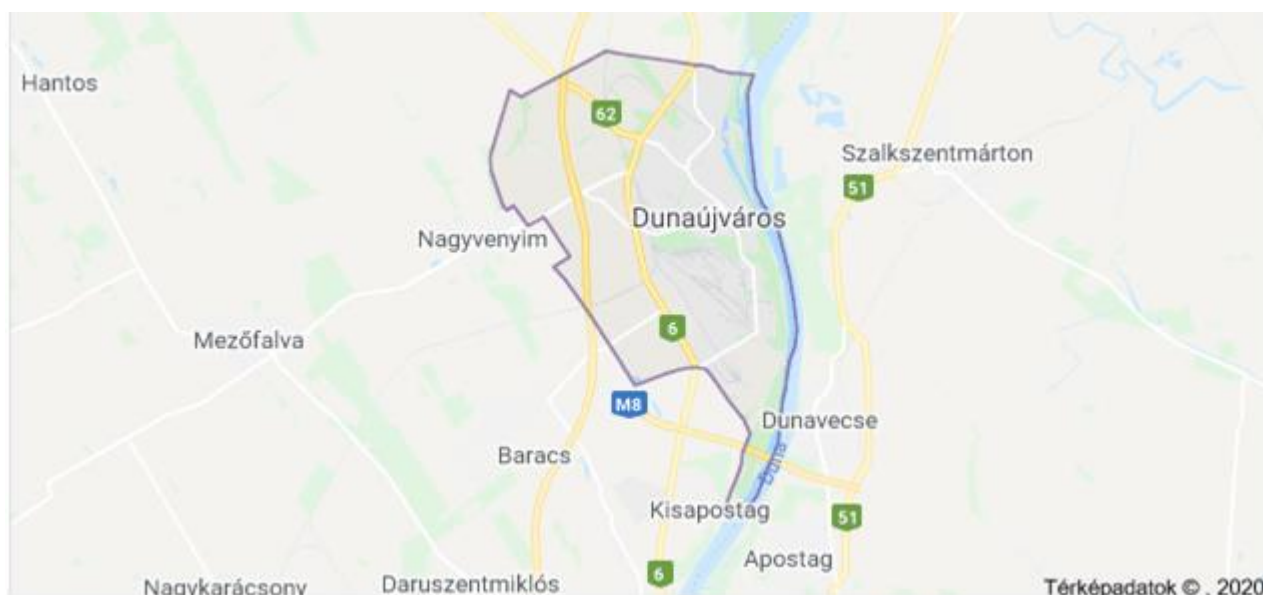 Hantos
62
Szalkszentmárton
51
Dunaújváros
Nagyvenyim
6
Mezőfalva
M8
Dunavecse
Baracs
Duna
Kisapostag
51
Apostag
6
Nagykarácsony
Daruszentmiklós
Térképadatok © , 2020